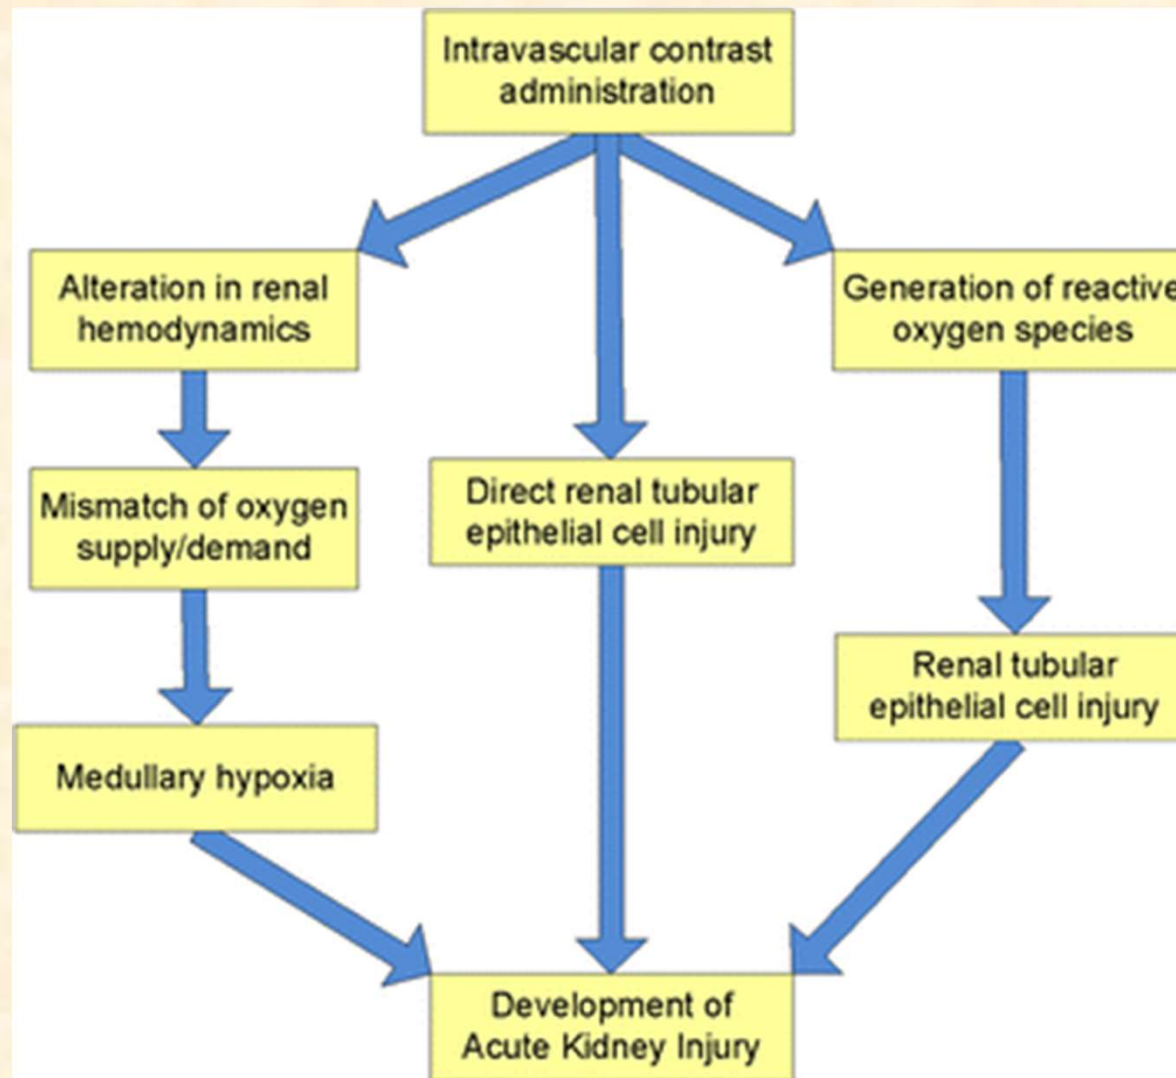 Intravascular contrast
administration
Alteration in renal
hemodynamics
Generation of reactive
oxygen species
Mismatch of oxygen
supply/demand
Direct renal tubular
epithelial cell injury
Renal tubular
epithelial cell injury
Medullary hypoxia
Development of
Acute Kidney Injury